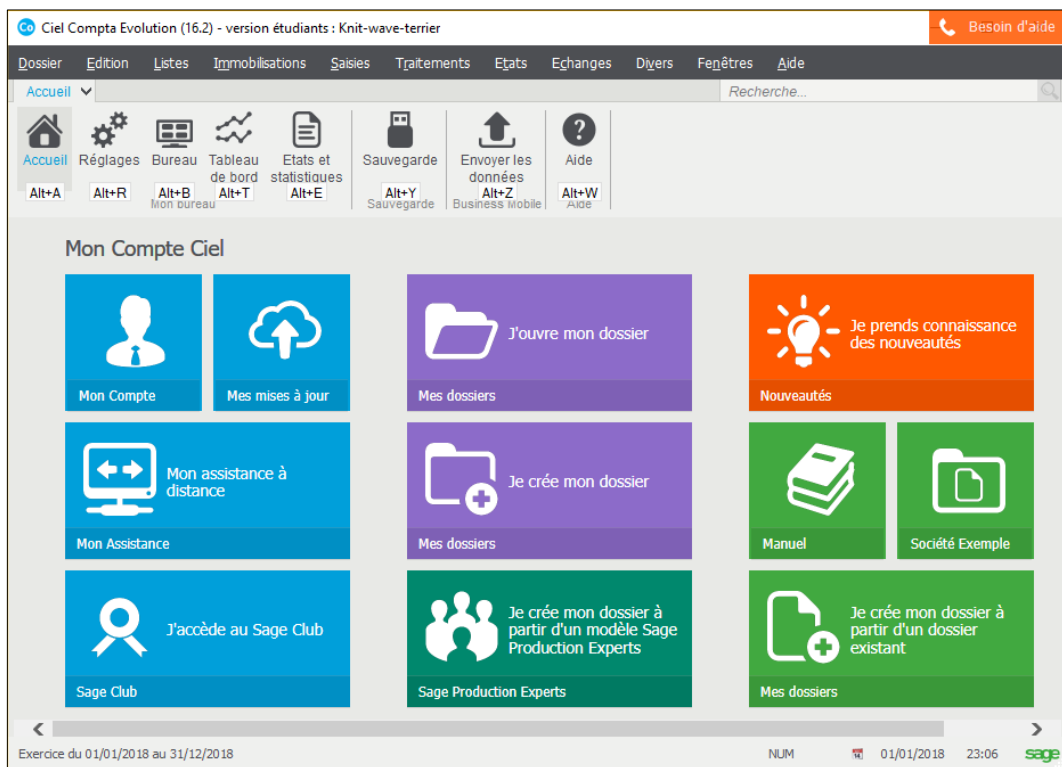 Co Ciel Compta Evolution (16.2) - version étudiants : Knit-wave-terrier
Besoin d'aide
Dossier Edition Listes Immobilisations Saisies Traitements Etats Echanges Divers Fenêtres Aide
Accueil
Recherche...
Accueil Réglages Bureau Tableau de bord Etats et statistiques Sauvegarde Envoyer les données Aide
Alt+A Alt+R Alt+B Alt+T Alt+E Alt+Y Alt+Z Alt+W
Mon bureau Sauvegarde Business Mobile Aide
Mon Compte Ciel
Mon Compte
Mes mises à jour
J'ouvre mon dossier
Mes dossiers
Je prends connaissance
des nouveautés
Nouveautés
Mon assistance à
distance
Mon Assistance
Je crée mon dossier
Mes dossiers
Manuel
Société Exemple
J'accède au Sage Club
Sage Club
Je crée mon dossier à
partir d'un modèle Sage
Production Experts
Sage Production Experts
Je crée mon dossier à
partir d'un dossier
existant
Mes dossiers
Exercice du 01/01/2018 au 31/12/2018
NUM
01/01/2018 23:06 sage